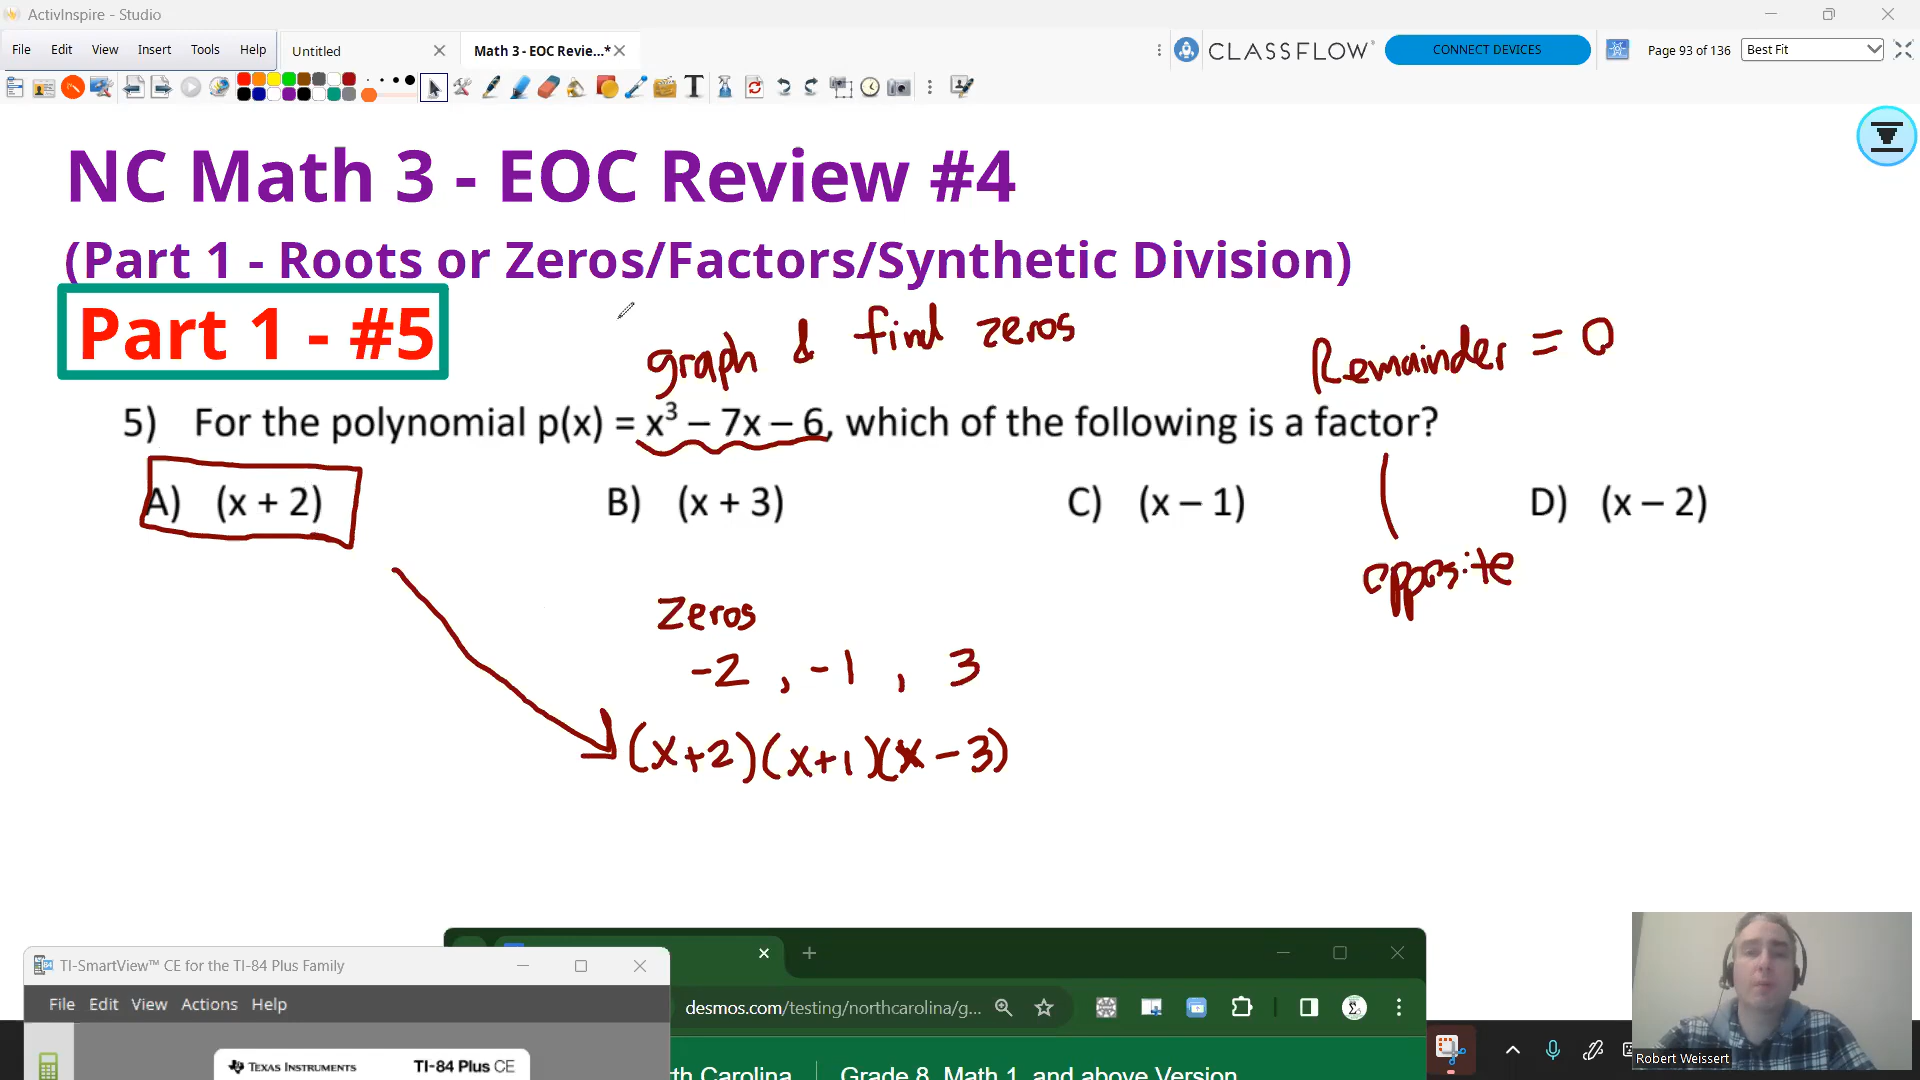 ActivInspire - Studio
File Edit View Insert Tools Help
Untitled
Math 3 - EOC Revie...*
CLASSFLOW
CONNECT DEVICES
Page 93 of 136
Best Fit
NC Math 3 - EOC Review #4
(Part 1 - Roots or Zeros/Factors/Synthetic Division)
Part 1 - #5
graph & find zeros
Remainder = 0
5) For the polynomial p(x) = x³ – 7x – 6, which of the following is a factor?
A) (x + 2) B) (x + 3) C) (x – 1) D) (x – 2)
opposite
Zeros
-2 , -1 , 3
(x+2)(x+1)(x-3)
TI-SmartView™ CE for the TI-84 Plus Family
File Edit View Actions Help
desmos.com/testing/northcarolina/g...
TEXAS INSTRUMENTS TI-84 Plus CE
th Carolina
Grade 8, Math 1, and above Version
Robert Weissert